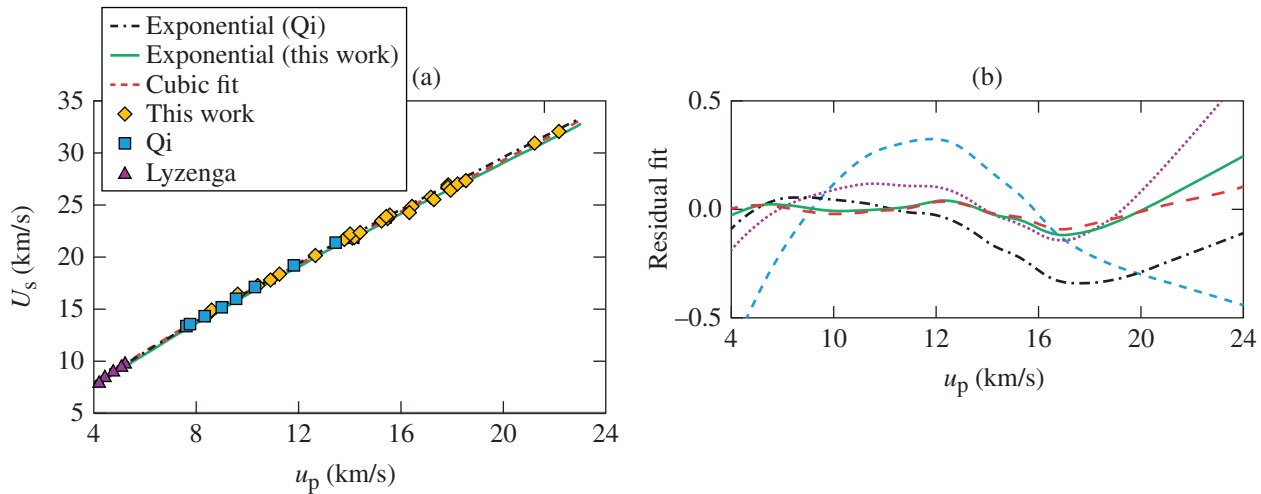 Exponential (Qi)
Exponential (this work)
Cubic fit
This work
Qi
Lyzenga
(a)
35
30
25
20
15
10
5
4 8 12 16 20 24
Us (km/s)
up (km/s)
(b)
0.5
0.0
–0.5
4 8 12 16 20 24
Residual fit
up (km/s)